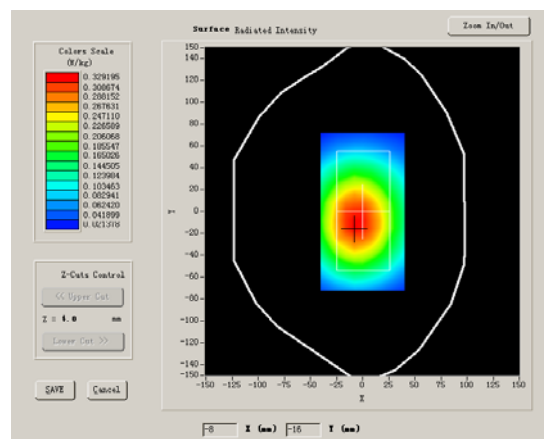 Surface Radiated Intensity
Zoom In/Out
Colors Scale
(W/kg)
0.329195
0.308674
0.288152
0.267631
0.247110
0.226589
0.206068
0.185547
0.165026
0.144505
0.123984
0.103463
0.082941
0.062420
0.041899
0.021378
150
140
120
100
80
60
40
20
0
-20
-40
-60
-80
-100
-120
-140
-150
Y
-150 -125 -100 -75 -50 -25 0 25 50 75 100 125 150
X
Z-Cuts Control
<< Upper Cut
Z = 4.0 mm
Lower Cut >>
SAVE Cancel
-8 X (mm) -16 Y (mm)